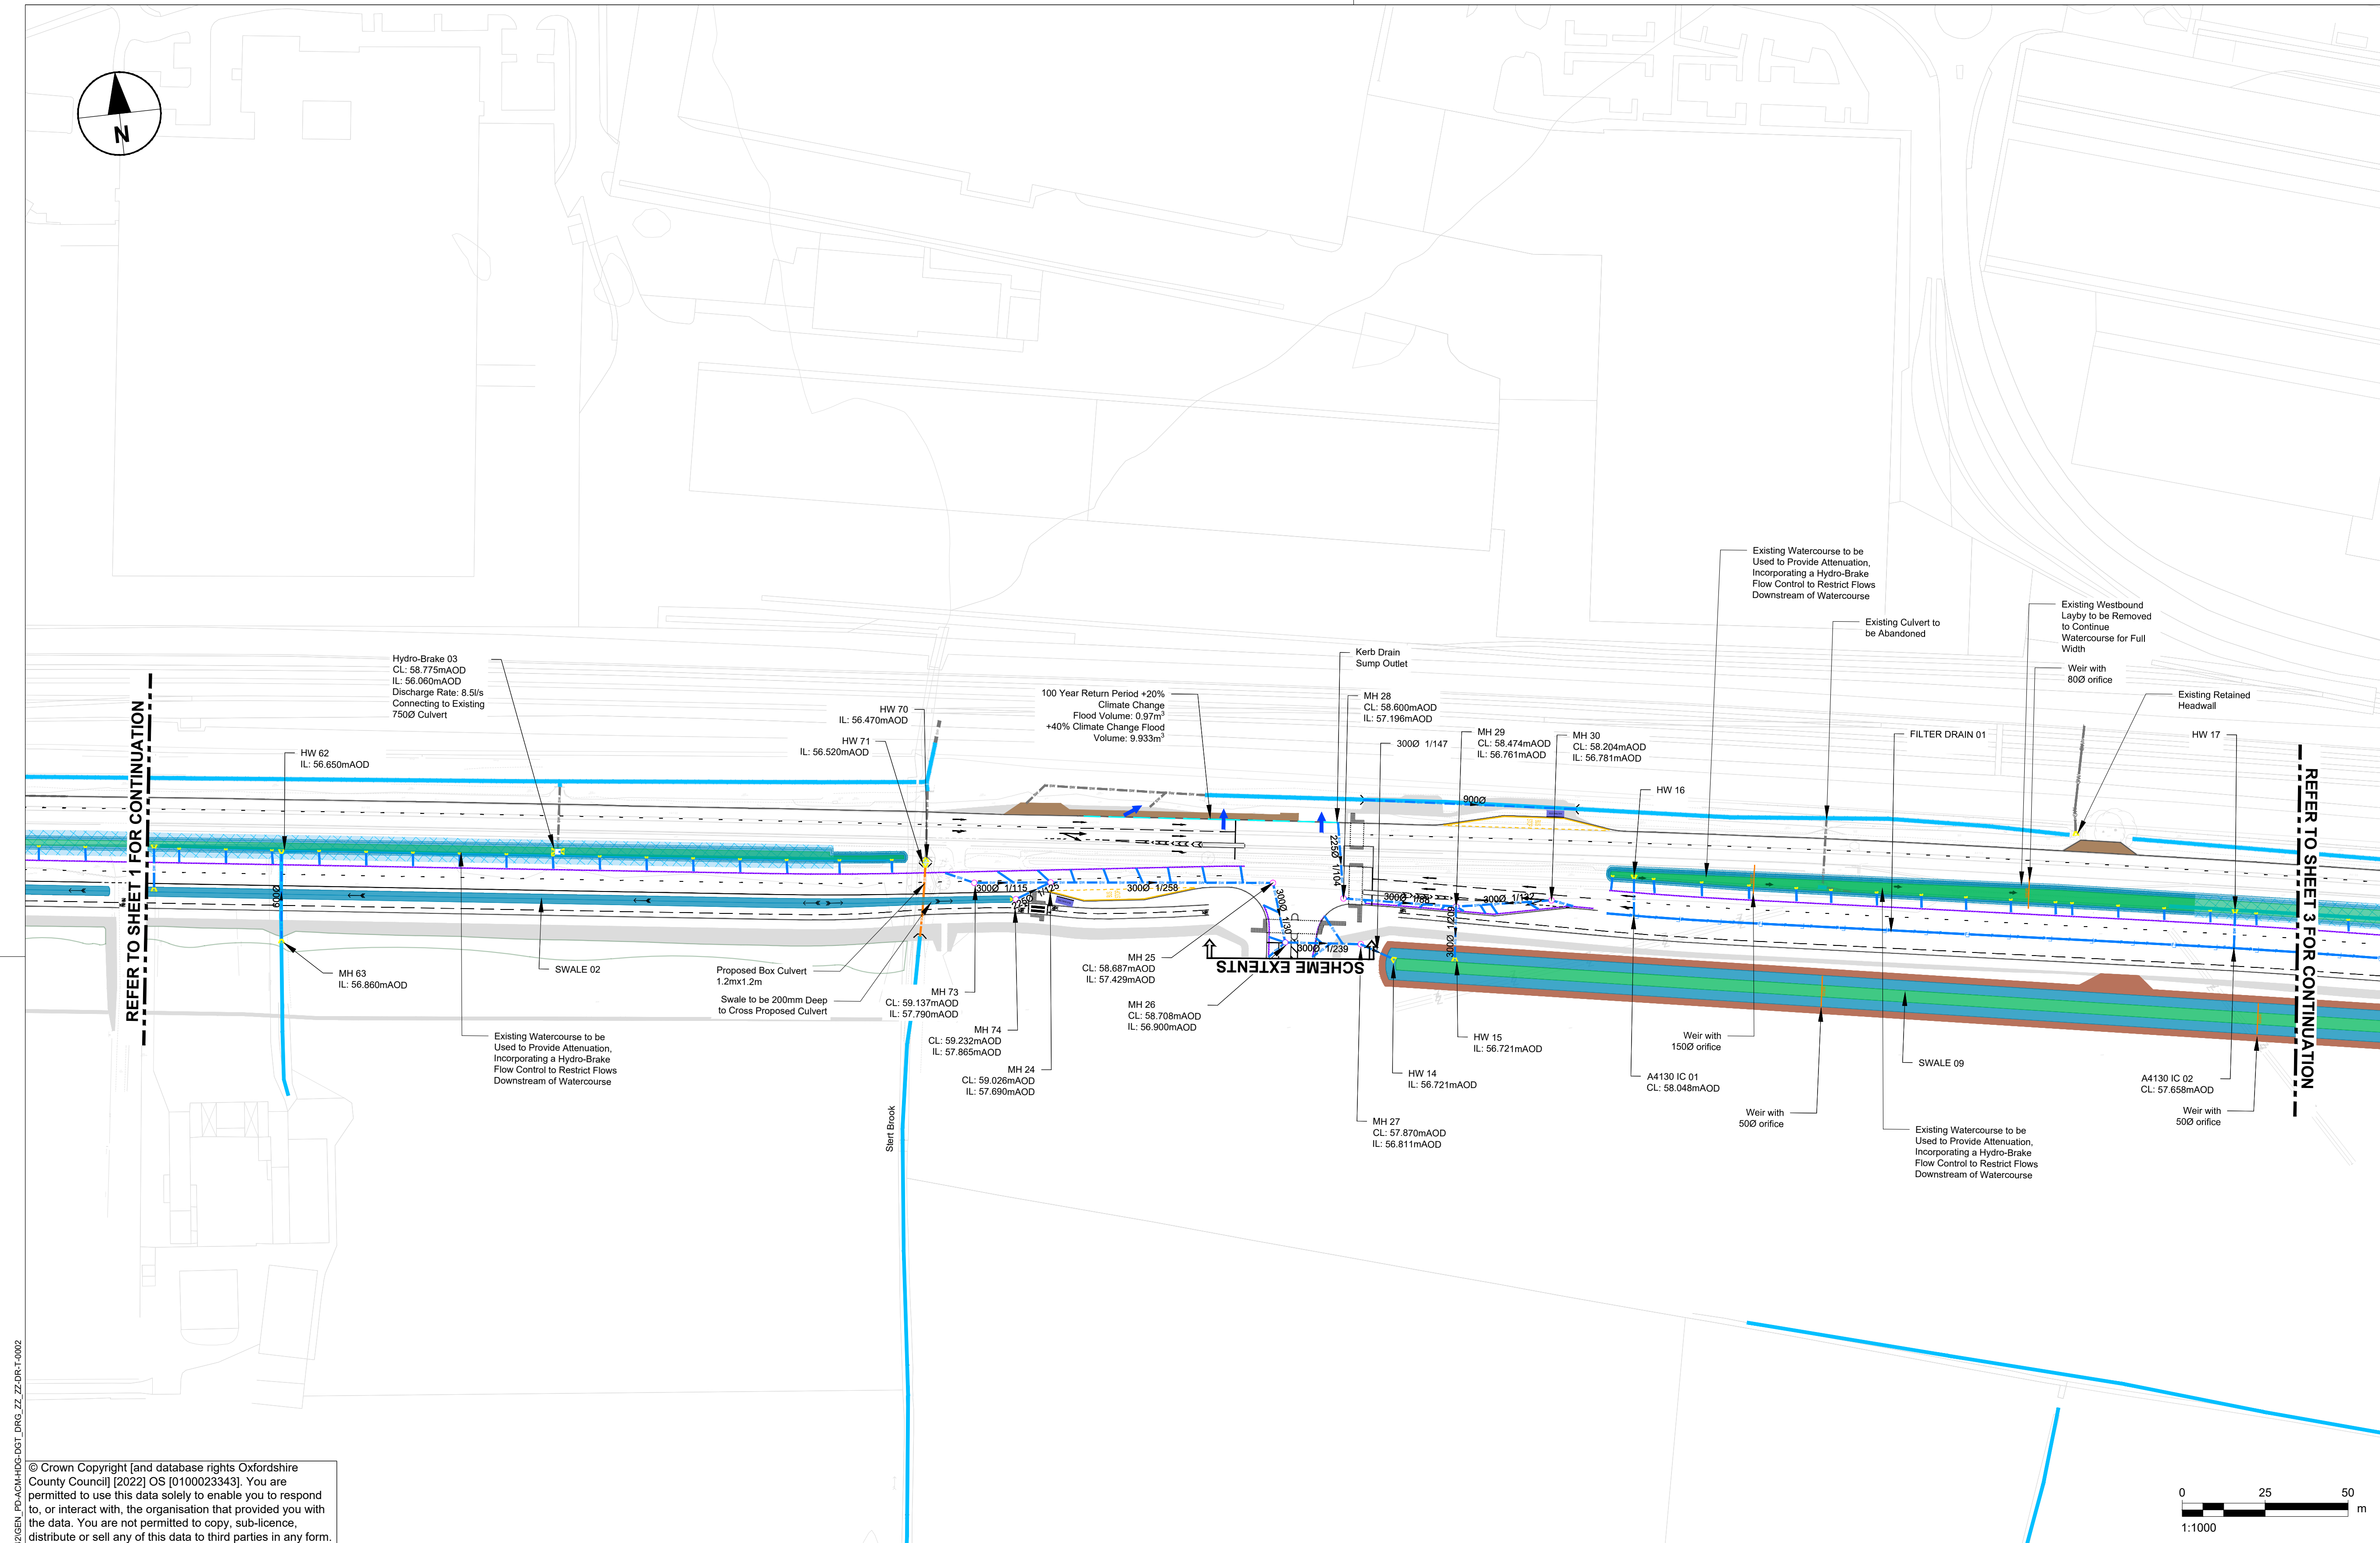 N
REFER TO SHEET 1 FOR CONTINUATION
Hydro-Brake 03
CL: 58.775mAOD
IL: 56.060mAOD
Discharge Rate: 8.5l/s
Connecting to Existing
750Ø Culvert
HW 62
IL: 56.650mAOD
600Ø
MH 63
IL: 56.860mAOD
SWALE 02
Existing Watercourse to be
Used to Provide Attenuation,
Incorporating a Hydro-Brake
Flow Control to Restrict Flows
Downstream of Watercourse
HW 70
IL: 56.470mAOD
HW 71
IL: 56.520mAOD
Proposed Box Culvert
1.2mx1.2m
Swale to be 200mm Deep
to Cross Proposed Culvert
Stert Brook
MH 73
CL: 59.137mAOD
IL: 57.790mAOD
MH 74
CL: 59.232mAOD
IL: 57.865mAOD
MH 24
CL: 59.026mAOD
IL: 57.690mAOD
300Ø 1/115
300Ø 1/258
100 Year Return Period +20%
Climate Change
Flood Volume: 0.97m³
+40% Climate Change Flood
Volume: 9.933m³
MH 25
CL: 58.687mAOD
IL: 57.429mAOD
MH 26
CL: 58.708mAOD
IL: 56.900mAOD
300Ø 1/30
300Ø 1/239
SCHEME EXTENTS
Kerb Drain
Sump Outlet
225Ø 1/104
MH 28
CL: 58.600mAOD
IL: 57.196mAOD
300Ø 1/147
MH 29
CL: 58.474mAOD
IL: 56.761mAOD
MH 30
CL: 58.204mAOD
IL: 56.781mAOD
900Ø
300Ø
300Ø 1/209
HW 14
IL: 56.721mAOD
HW 15
IL: 56.721mAOD
MH 27
CL: 57.870mAOD
IL: 56.811mAOD
HW 16
Existing Watercourse to be
Used to Provide Attenuation,
Incorporating a Hydro-Brake
Flow Control to Restrict Flows
Downstream of Watercourse
Existing Culvert to
be Abandoned
FILTER DRAIN 01
Existing Westbound
Layby to be Removed
to Continue
Watercourse for Full
Width
Weir with
80Ø orifice
Existing Retained
Headwall
HW 17
Weir with
150Ø orifice
A4130 IC 01
CL: 58.048mAOD
Weir with
50Ø orifice
SWALE 09
Existing Watercourse to be
Used to Provide Attenuation,
Incorporating a Hydro-Brake
Flow Control to Restrict Flows
Downstream of Watercourse
A4130 IC 02
CL: 57.658mAOD
Weir with
50Ø orifice
REFER TO SHEET 3 FOR CONTINUATION
© Crown Copyright [and database rights Oxfordshire
County Council] [2022] OS [0100023343]. You are
permitted to use this data solely to enable you to respond
to, or interact with, the organisation that provided you with
the data. You are not permitted to copy, sub-licence,
distribute or sell any of this data to third parties in any form.
0 25 50
m
1:1000